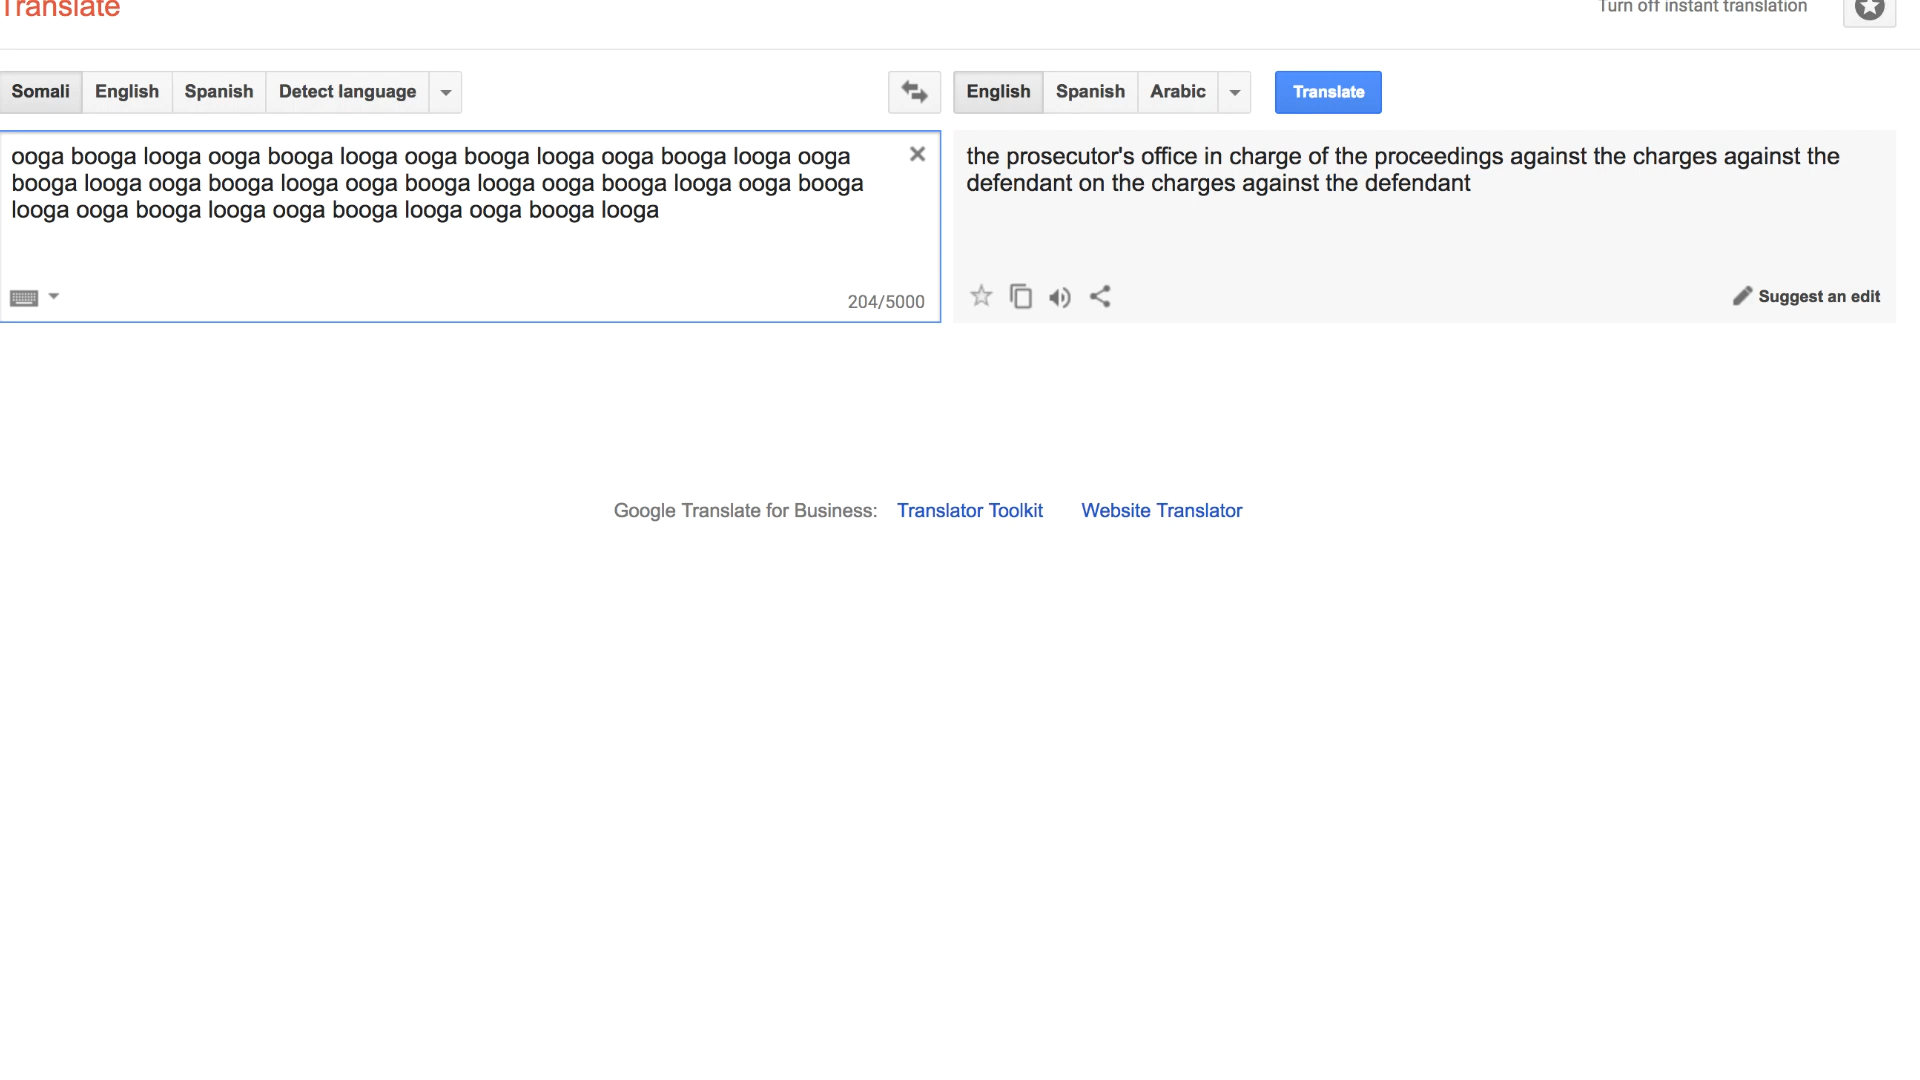 Translate
Turn off instant translation
Somali English Spanish Detect language
English Spanish Arabic Translate
ooga booga looga ooga booga looga ooga booga looga ooga booga looga ooga
booga looga ooga booga looga ooga booga looga ooga booga looga ooga booga
looga ooga booga looga ooga booga looga ooga booga looga
204/5000
the prosecutor's office in charge of the proceedings against the charges against the
defendant on the charges against the defendant
Suggest an edit
Google Translate for Business: Translator Toolkit Website Translator